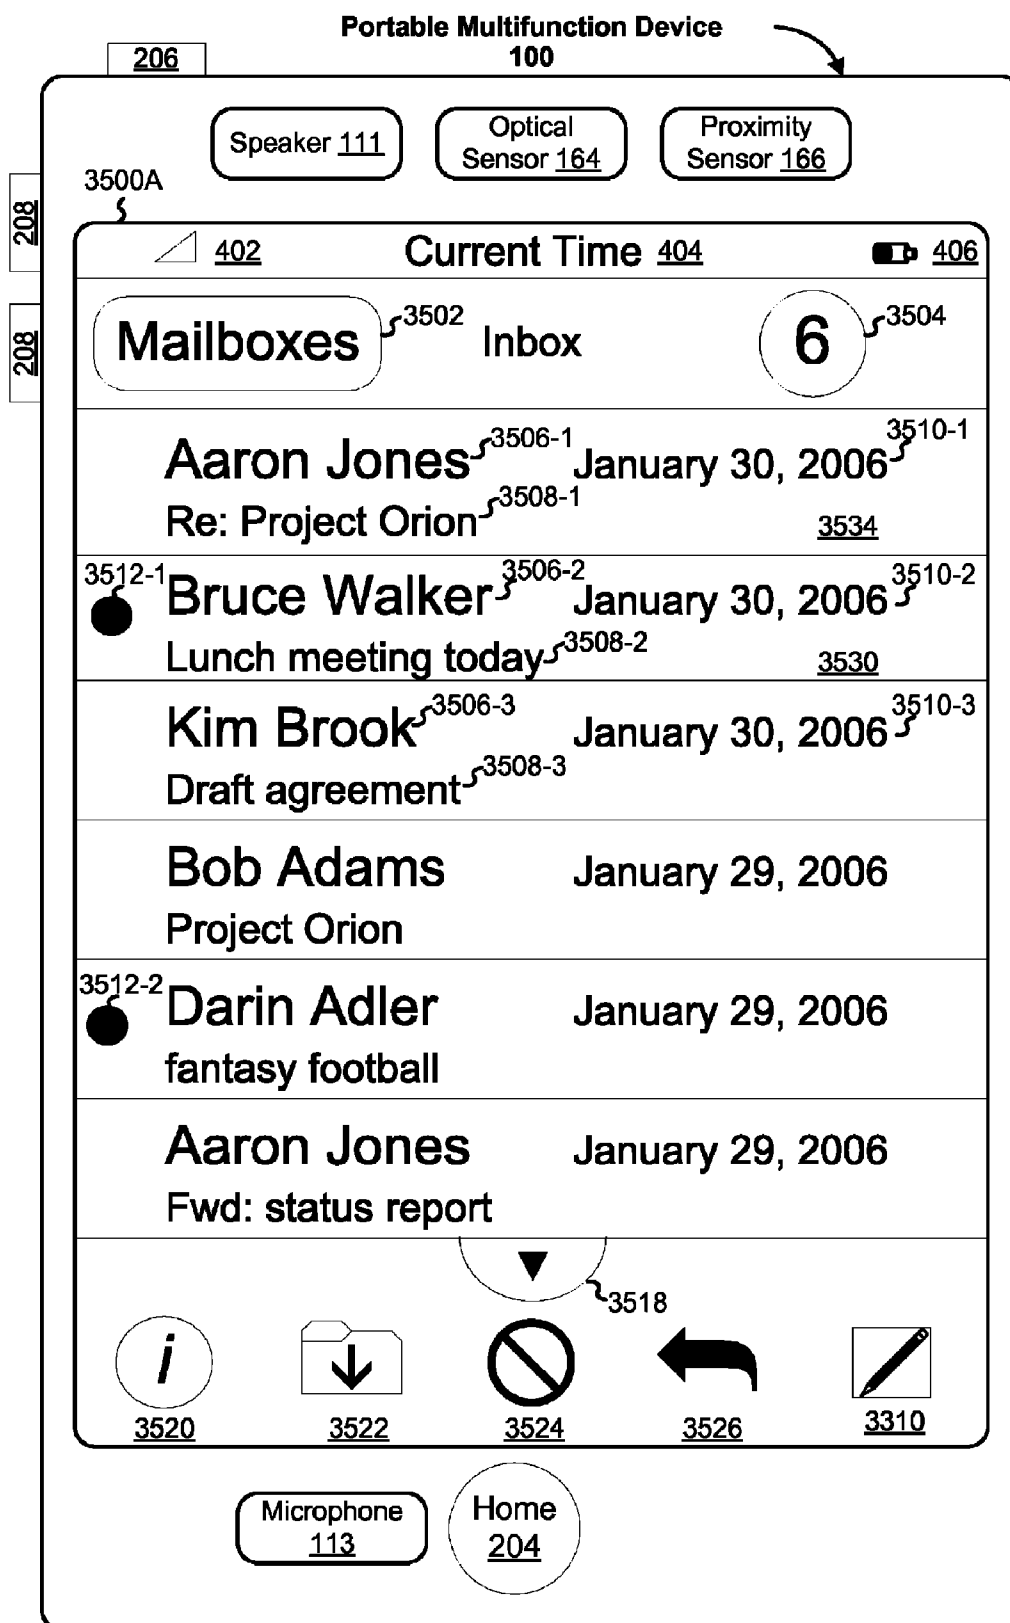 Portable Multifunction Device
100
206
Speaker 111
Optical
Sensor 164
Proximity
Sensor 166
3500A
208
208
402
Current Time 404
406
Mailboxes
3502
Inbox
6
3504
Aaron Jones
3506-1
January 30, 2006
3510-1
Re: Project Orion
3508-1
3534
3512-1
Bruce Walker
3506-2
January 30, 2006
3510-2
Lunch meeting today
3508-2
3530
Kim Brook
3506-3
January 30, 2006
3510-3
Draft agreement
3508-3
Bob Adams
January 29, 2006
Project Orion
3512-2
Darin Adler
January 29, 2006
fantasy football
Aaron Jones
January 29, 2006
Fwd: status report
3518
i
3520
3522
3524
3526
3310
Microphone
113
Home
204